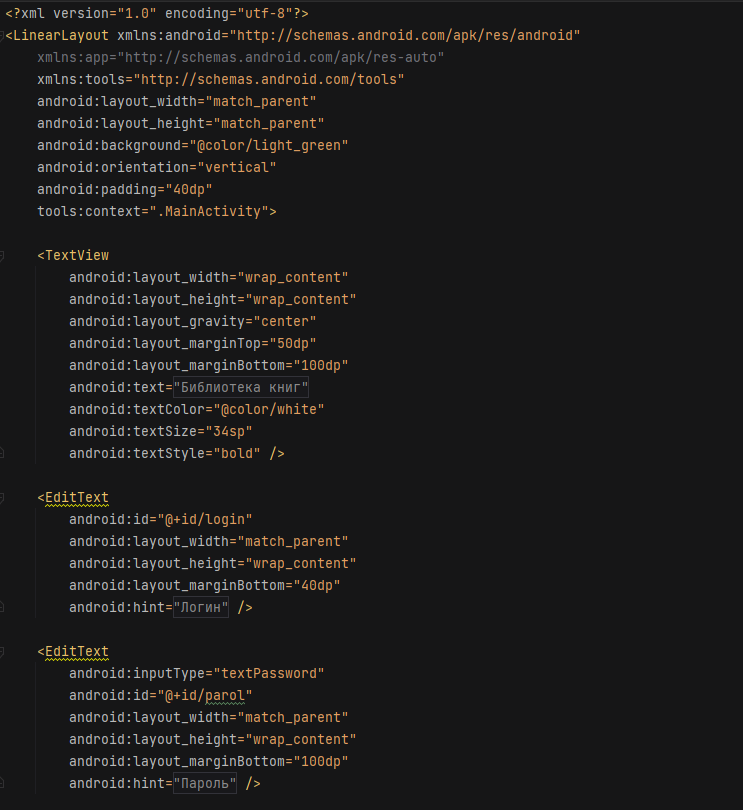 <?xml version="1.0" encoding="utf-8"?>
<LinearLayout xmlns:android="http://schemas.android.com/apk/res/android"
    xmlns:app="http://schemas.android.com/apk/res-auto"
    xmlns:tools="http://schemas.android.com/tools"
    android:layout_width="match_parent"
    android:layout_height="match_parent"
    android:background="@color/light_green"
    android:orientation="vertical"
    android:padding="40dp"
    tools:context=".MainActivity">

    <TextView
        android:layout_width="wrap_content"
        android:layout_height="wrap_content"
        android:layout_gravity="center"
        android:layout_marginTop="50dp"
        android:layout_marginBottom="100dp"
        android:text="Библиотека книг"
        android:textColor="@color/white"
        android:textSize="34sp"
        android:textStyle="bold" />

    <EditText
        android:id="@+id/login"
        android:layout_width="match_parent"
        android:layout_height="wrap_content"
        android:layout_marginBottom="40dp"
        android:hint="Логин" />

    <EditText
        android:inputType="textPassword"
        android:id="@+id/parol"
        android:layout_width="match_parent"
        android:layout_height="wrap_content"
        android:layout_marginBottom="100dp"
        android:hint="Пароль" />